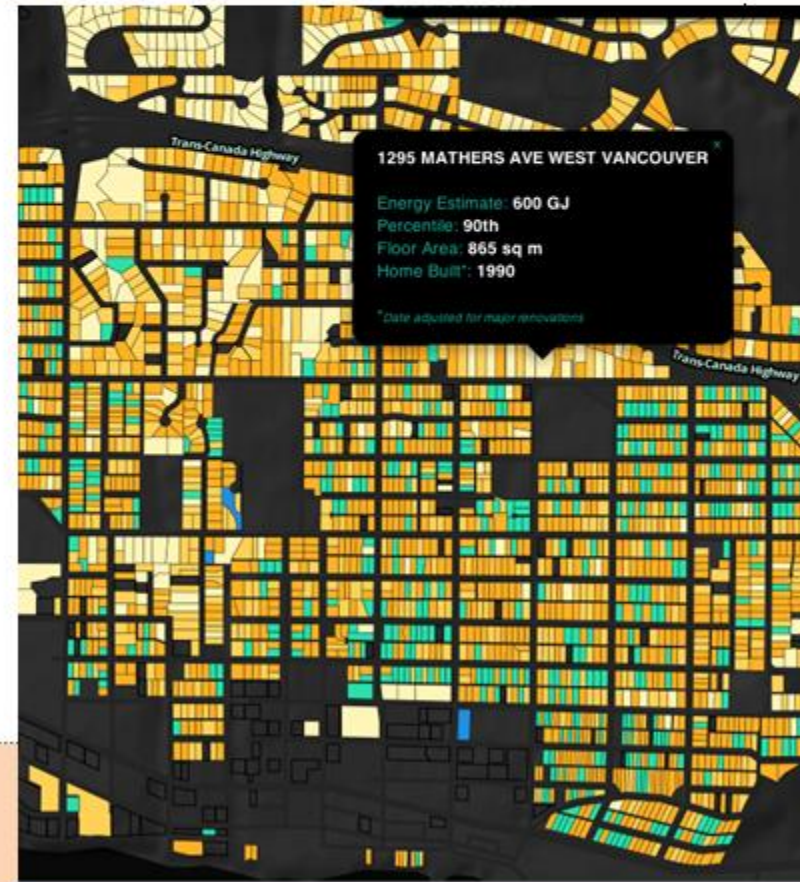 Trans-Canada Highway
x
1295 MATHERS AVE WEST VANCOUVER
Energy Estimate: 600 GJ
Percentile: 90th
Floor Area: 865 sq m
Home Built*: 1990
*Date adjusted for major renovations
Trans-Canada Highway